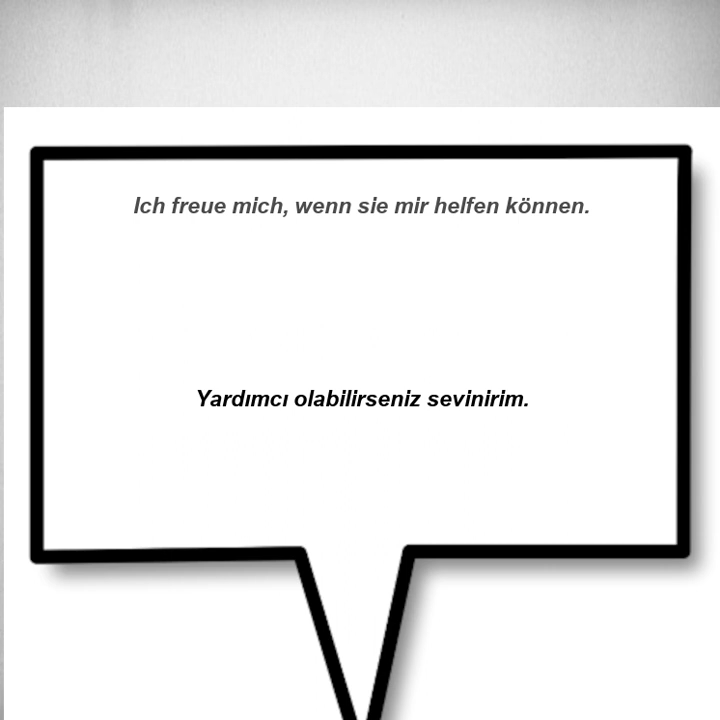 Ich freue mich, wenn sie mir helfen können.
Yardımcı olabilirseniz sevinirim.